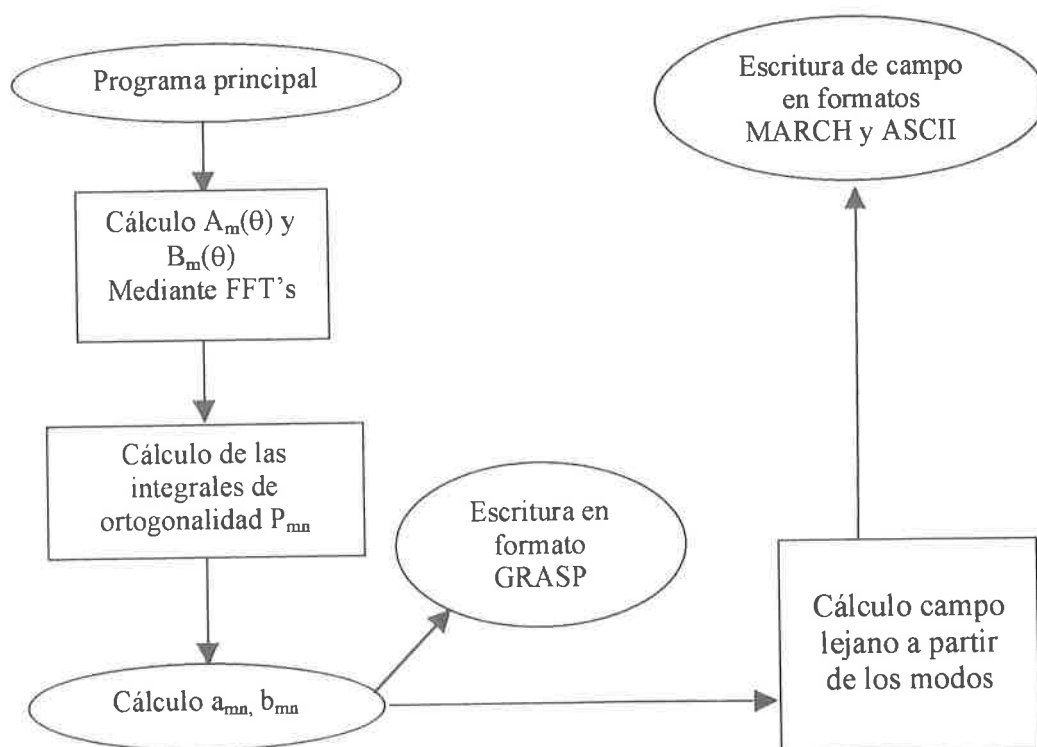 Programa principal
Cálculo Aₘ(θ) y
Bₘ(θ)
Mediante FFT's
Cálculo de las
integrales de
ortogonalidad Pₘₙ
Cálculo aₘₙ, bₘₙ
Escritura en
formato
GRASP
Cálculo campo
lejano a partir
de los modos
Escritura de campo
en formatos
MARCH y ASCII